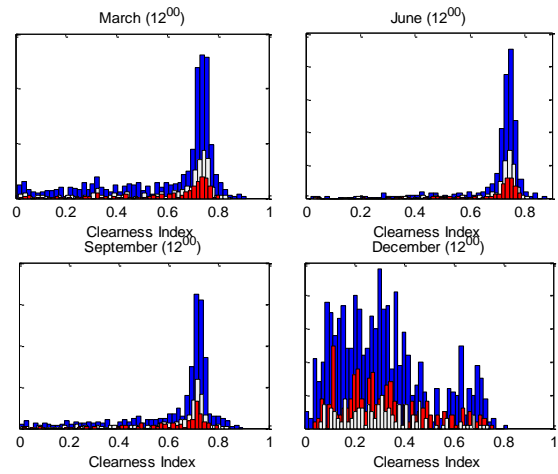 March (12⁰⁰)
June (12⁰⁰)
0 0.2 0.4 0.6 0.8 1
0 0.2 0.4 0.6 0.8
Clearness Index
Clearness Index
September (12⁰⁰)
December (12⁰⁰)
0 0.2 0.4 0.6 0.8 1
0 0.2 0.4 0.6 0.8 1
Clearness Index
Clearness Index